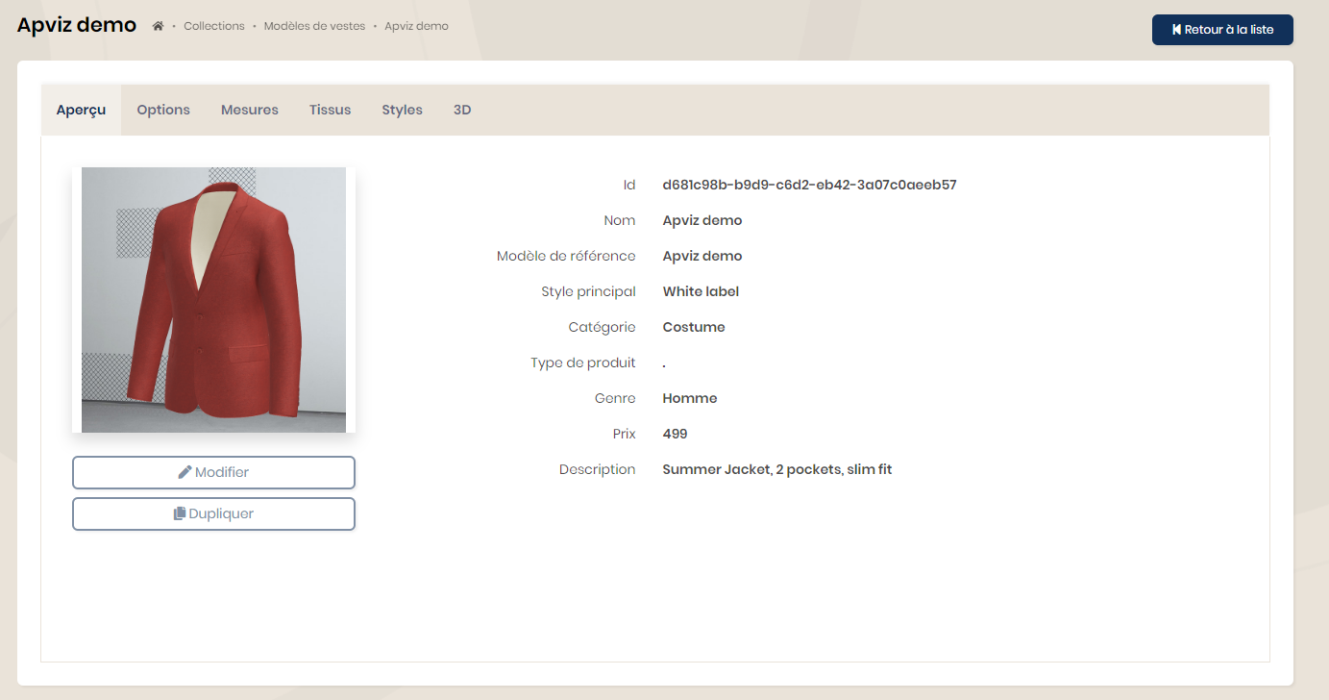 Apviz demo • Collections • Modèles de vestes • Apviz demo
Retour à la liste
Aperçu Options Mesures Tissus Styles 3D
Id d681c98b-b9d9-c6d2-eb42-3a07c0aeeb57
Nom Apviz demo
Modèle de référence Apviz demo
Style principal White label
Catégorie Costume
Type de produit .
Genre Homme
Prix 499
Description Summer Jacket, 2 pockets, slim fit
Modifier
Dupliquer